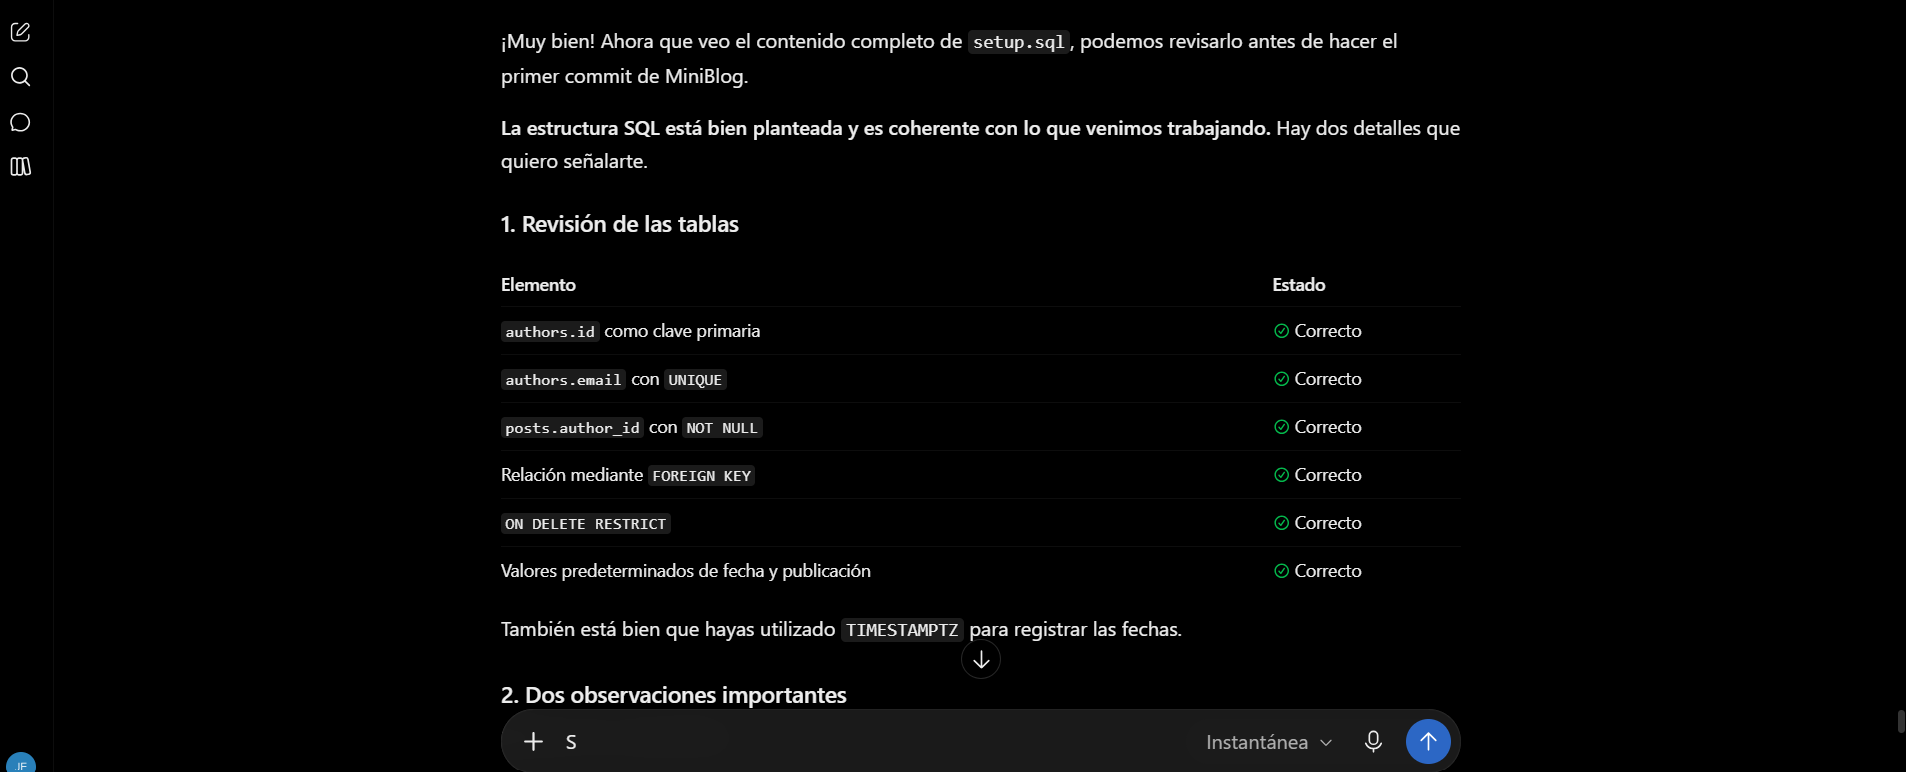 ¡Muy bien! Ahora que veo el contenido completo de setup.sql, podemos revisarlo antes de hacer el
primer commit de MiniBlog.
La estructura SQL está bien planteada y es coherente con lo que venimos trabajando. Hay dos detalles que
quiero señalarte.
1. Revisión de las tablas
Elemento Estado
authors.id como clave primaria Correcto
authors.email con UNIQUE Correcto
posts.author_id con NOT NULL Correcto
Relación mediante FOREIGN KEY Correcto
ON DELETE RESTRICT Correcto
Valores predeterminados de fecha y publicación Correcto
También está bien que hayas utilizado TIMESTAMPTZ para registrar las fechas.
2. Dos observaciones importantes
S Instantánea
JF